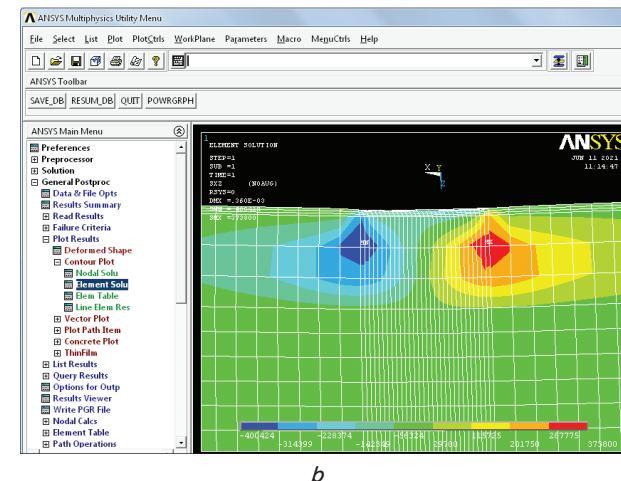 ANSYS Multiphysics Utility Menu
File Select List Plot PlotCtrls WorkPlane Parameters Macro MenuCtrls Help
ANSYS Toolbar
SAVE_DB RESUM_DB QUIT POWRGRPH
ANSYS Main Menu
Preferences
Preprocessor
Solution
General Postproc
Data & File Opts
Results Summary
Read Results
Failure Criteria
Plot Results
Deformed Shape
Contour Plot
Nodal Solu
Element Solu
Elem Table
Line Elem Res
Vector Plot
Plot Path Item
Concrete Plot
ThinFilm
List Results
Query Results
Options for Outp
Results Viewer
Write PGR File
Nodal Calcs
Element Table
Path Operations
1
ELEMENT SOLUTION
STEP=1
SUB =1
TIME=1
SXZ (NOAVG)
RSYS=0
DMX =.360E-03
SMX =373800
ANSYS
JUN 11 2021
11:14:47
X Y
Z
MN
MX
-400424 -228374 -56324 115725 287775
-314399 -142349 29700 201750 373800
b